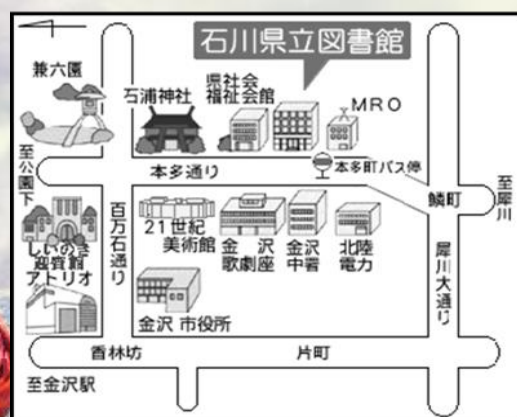 石川県立図書館
兼六園
石浦神社
県社会
福祉会館
MRO
至公園下
本多通り
本多町バス停
鱗町
至犀川
しいのき
迎賓館
アトリオ
百万石通り
21世紀
美術館
金沢
歌劇座
金沢
中署
北陸
電力
犀川大通り
金沢市役所
香林坊
片町
至金沢駅